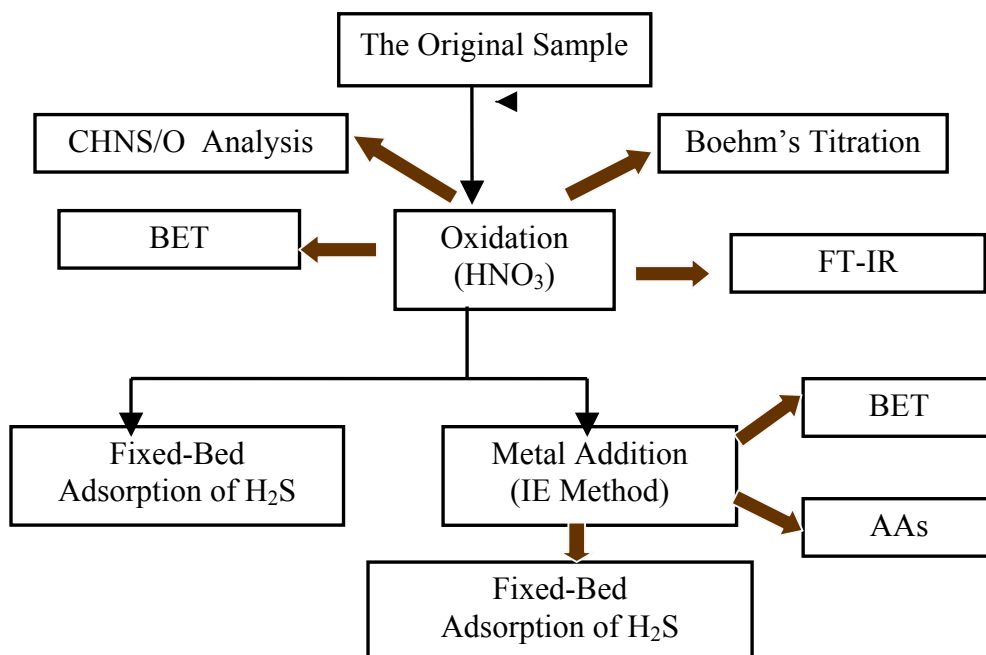 The Original Sample
CHNS/O Analysis
Boehm’s Titration
BET
Oxidation
(HNO₃)
FT-IR
BET
Fixed-Bed
Adsorption of H₂S
Metal Addition
(IE Method)
AAs
Fixed-Bed
Adsorption of H₂S